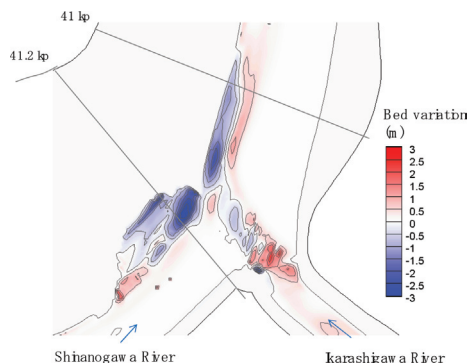 41 kp
41.2 kp
Bed variation
(m)
3
2.5
2
1.5
1
0.5
0
-0.5
-1
-1.5
-2
-2.5
-3
Shinanogawa River
Ikarashigawa River